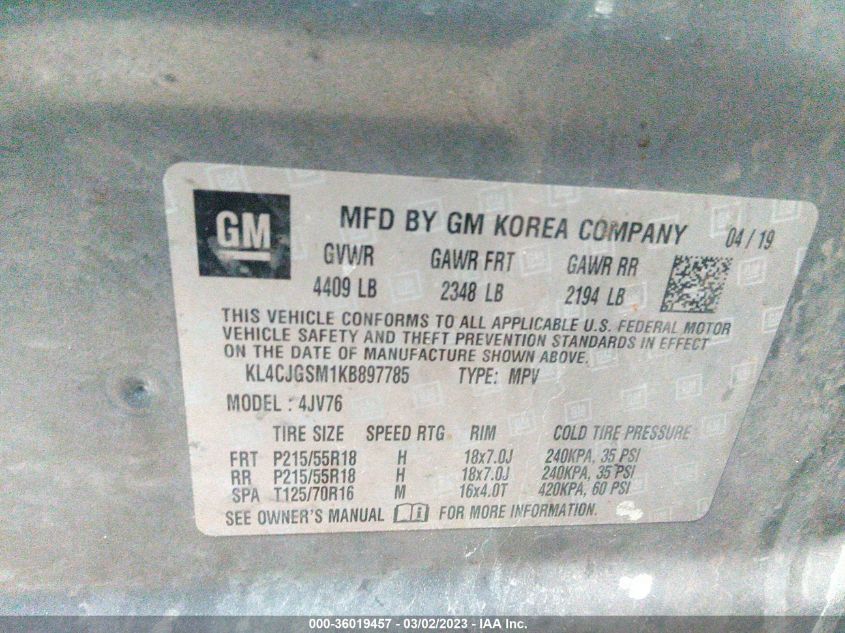 GM
MFD BY GM KOREA COMPANY 04/19
GVWR GAWR FRT GAWR RR
4409 LB 2348 LB 2194 LB
THIS VEHICLE CONFORMS TO ALL APPLICABLE U.S. FEDERAL MOTOR
VEHICLE SAFETY AND THEFT PREVENTION STANDARDS IN EFFECT
ON THE DATE OF MANUFACTURE SHOWN ABOVE.
KL4CJGSM1KB897785 TYPE: MPV
MODEL: 4JV76
TIRE SIZE SPEED RTG RIM COLD TIRE PRESSURE
FRT P215/55R18 H 18x7.0J 240KPA, 35 PSI
RR P215/55R18 H 18x7.0J 240KPA, 35 PSI
SPA T125/70R16 M 16x4.0T 420KPA, 60 PSI
SEE OWNER'S MANUAL FOR MORE INFORMATION.
000-36019457 - 03/02/2023 - IAA Inc.